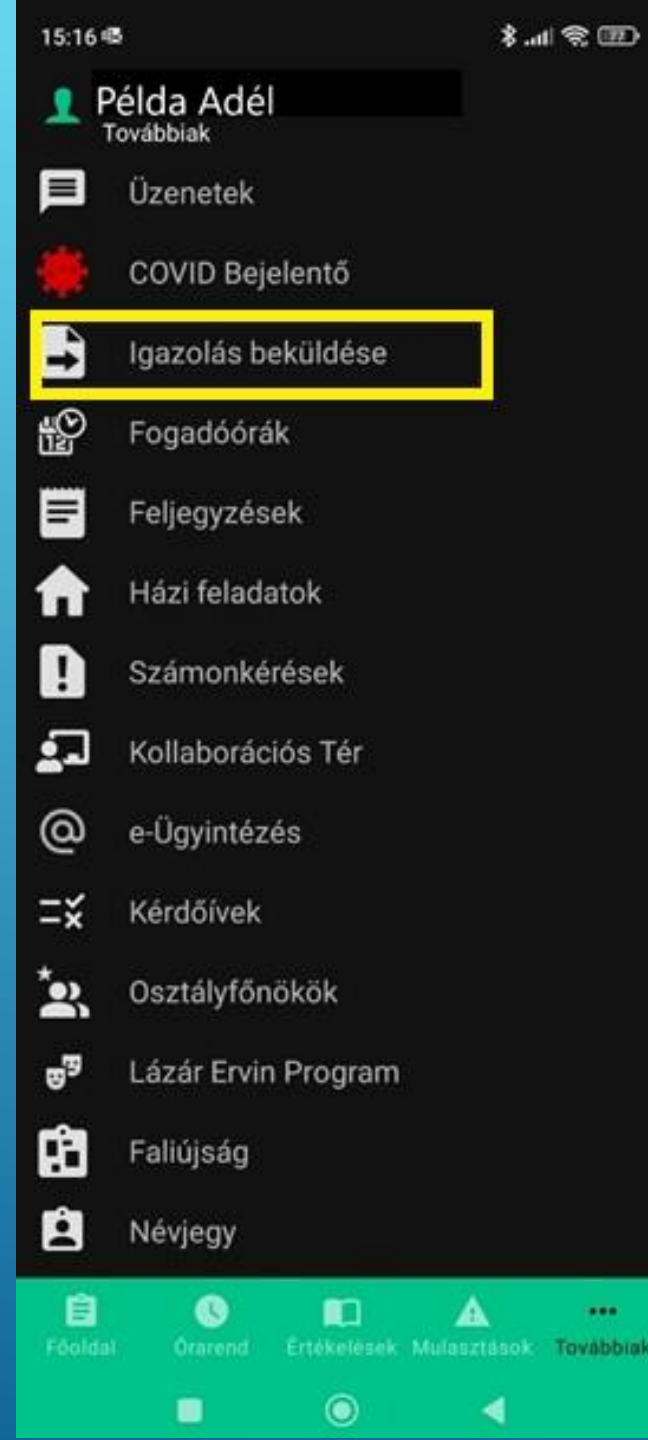 15:16
77
Példa Adél
Továbbiak
Üzenetek
COVID Bejelentő
Igazolás beküldése
Fogadóórák
Feljegyzések
Házi feladatok
Számonkérések
Kollaborációs Tér
e-Ügyintézés
Kérdőívek
Osztályfőnökök
Lázár Ervin Program
Faliújság
Névjegy
Főoldal Órarend Értékelések Mulasztások Továbbiak